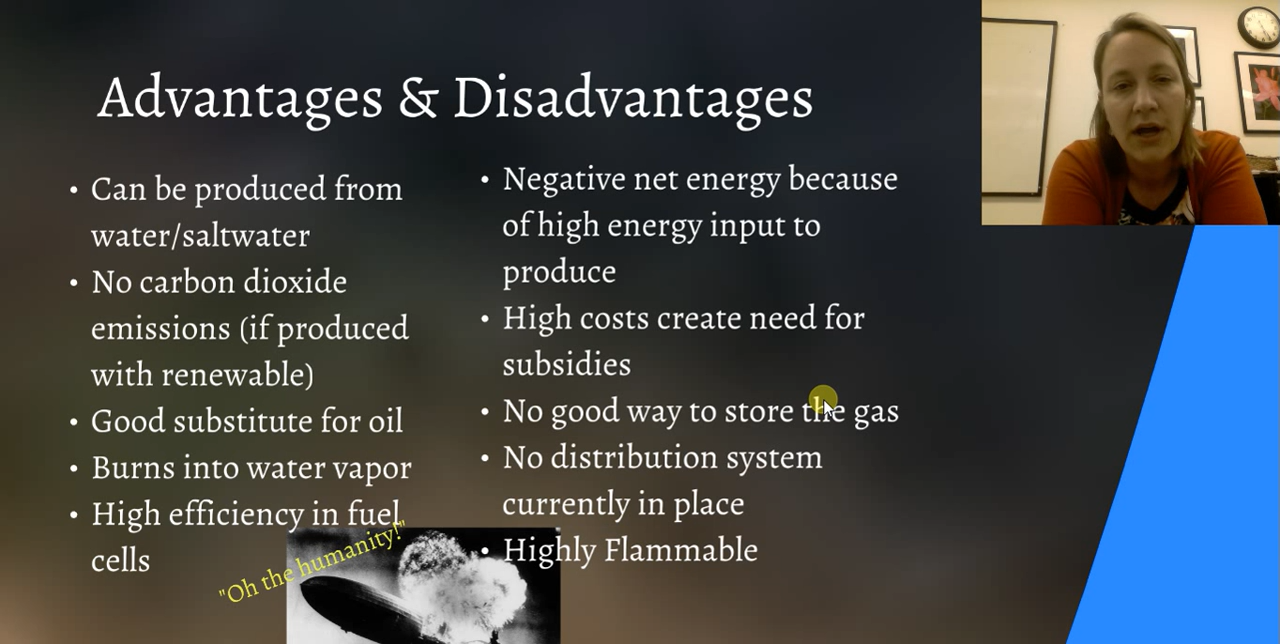 Advantages & Disadvantages
• Can be produced from
water/saltwater
• No carbon dioxide
emissions (if produced
with renewable)
• Good substitute for oil
• Burns into water vapor
• High efficiency in fuel
cells
"Oh the humanity!"
• Negative net energy because
of high energy input to
produce
• High costs create need for
subsidies
• No good way to store the gas
• No distribution system
currently in place
• Highly Flammable